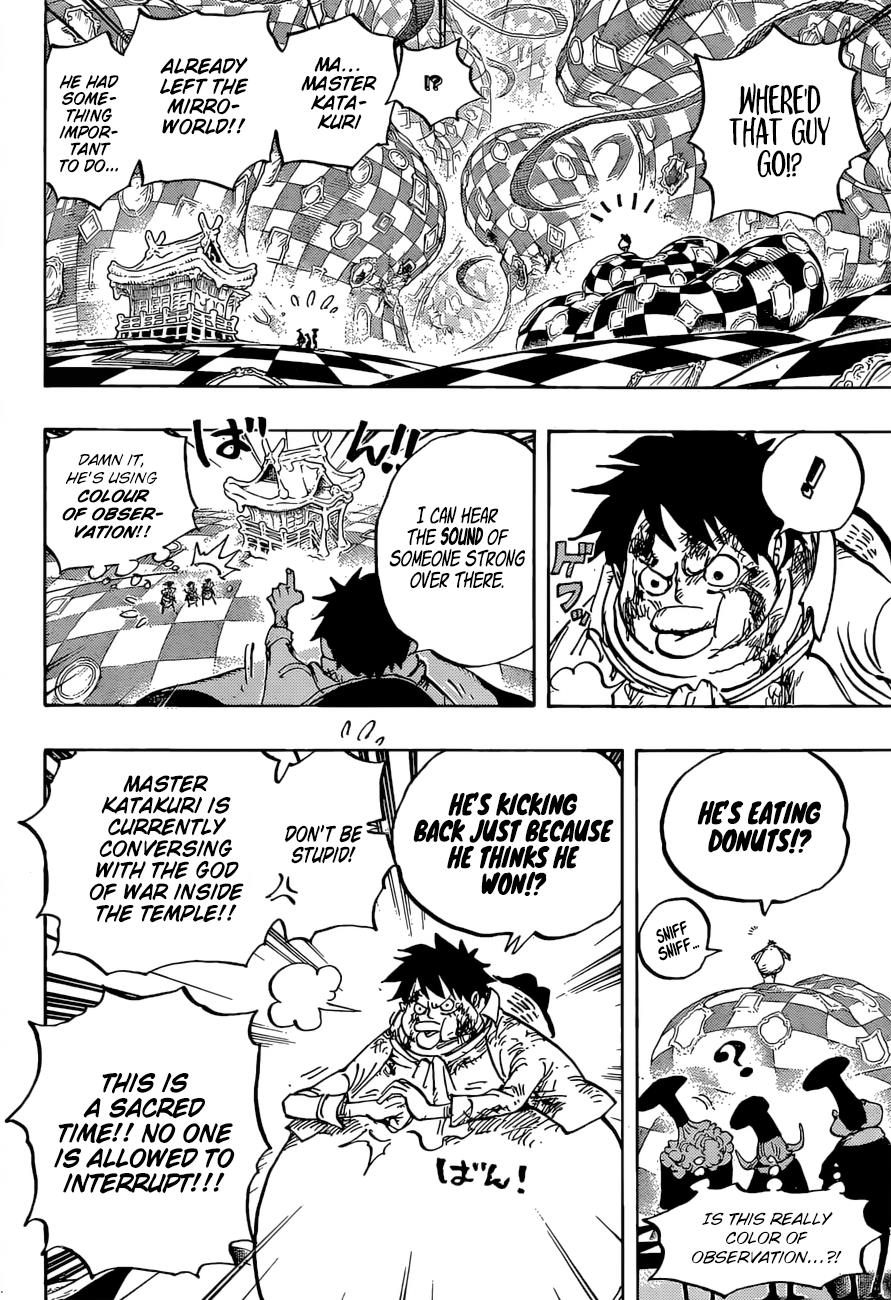 WHERE'D
THAT GUY
GO!?
!?
MA...
MASTER
KATA-
KURI
ALREADY
LEFT THE
MIRRO-
WORLD!!
HE HAD
SOME-
THING
IMPOR-
TANT
TO DO...
!
ゲフッ
I CAN HEAR
THE SOUND OF
SOMEONE STRONG
OVER THERE.
ばん!!
DAMN IT,
HE'S USING
COLOUR
OF OBSER-
VATION!!
HE'S EATING
DONUTS!?
SNIFF
SNIFF...
?
IS THIS REALLY
COLOR OF
OBSERVATION...?!
HE'S KICKING
BACK JUST BECAUSE
HE THINKS HE
WON!?
ばん!
DON'T BE
STUPID!
MASTER
KATAKURI IS
CURRENTLY
CONVERSING
WITH THE GOD
OF WAR INSIDE
THE TEMPLE!!
THIS IS
A SACRED
TIME!! NO ONE
IS ALLOWED TO
INTERRUPT!!!